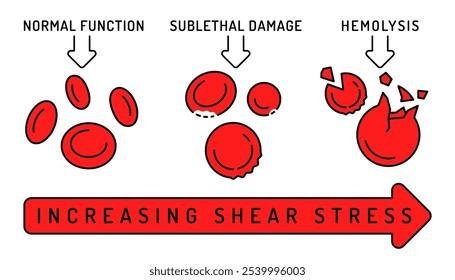 NORMAL FUNCTION
SUBLETHAL DAMAGE
HEMOLYSIS
INCREASING SHEAR STRESS
shutterstock.com · 2539996003